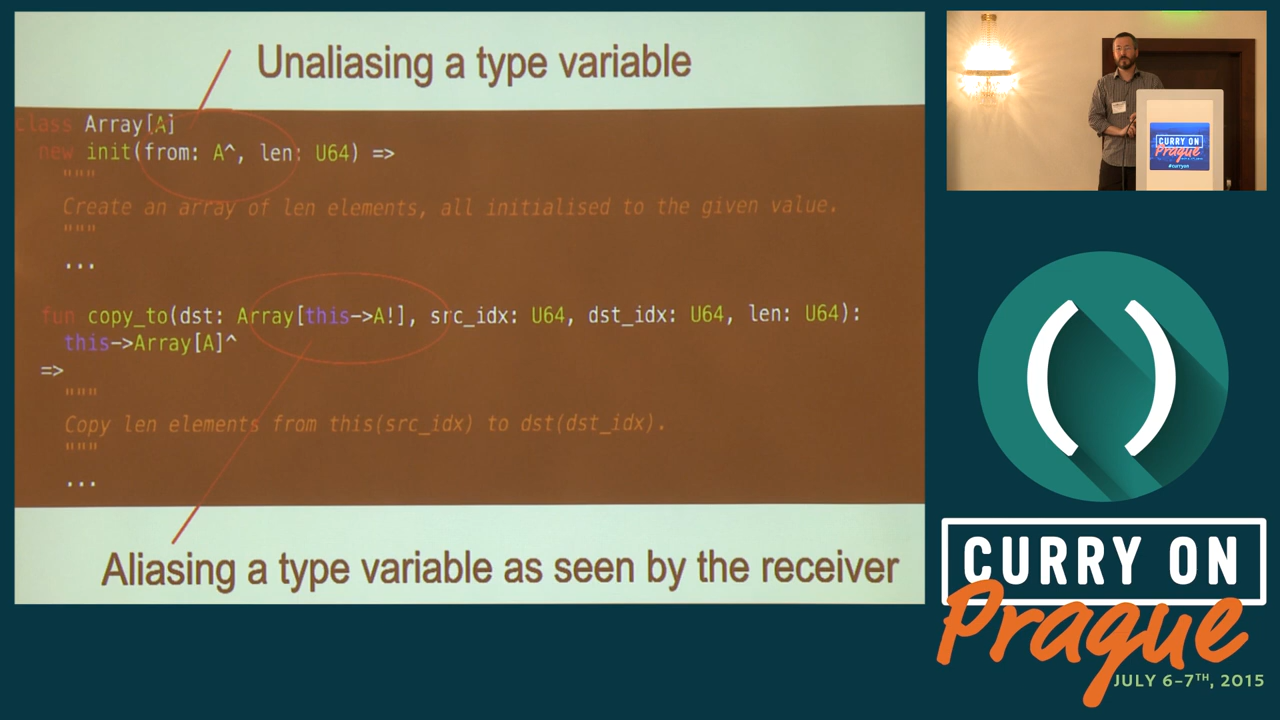 Unaliasing a type variable
class Array[A]
new init(from: A^, len: U64) =>
"""
Create an array of len elements, all initialised to the given value.
"""
...
fun copy_to(dst: Array[this->A!], src_idx: U64, dst_idx: U64, len: U64):
this->Array[A]^
=>
"""
Copy len elements from this(src_idx) to dst(dst_idx).
"""
...
Aliasing a type variable as seen by the receiver
CURRY ON
Prague
#curryon
()
CURRY ON
Prague
JULY 6-7TH, 2015